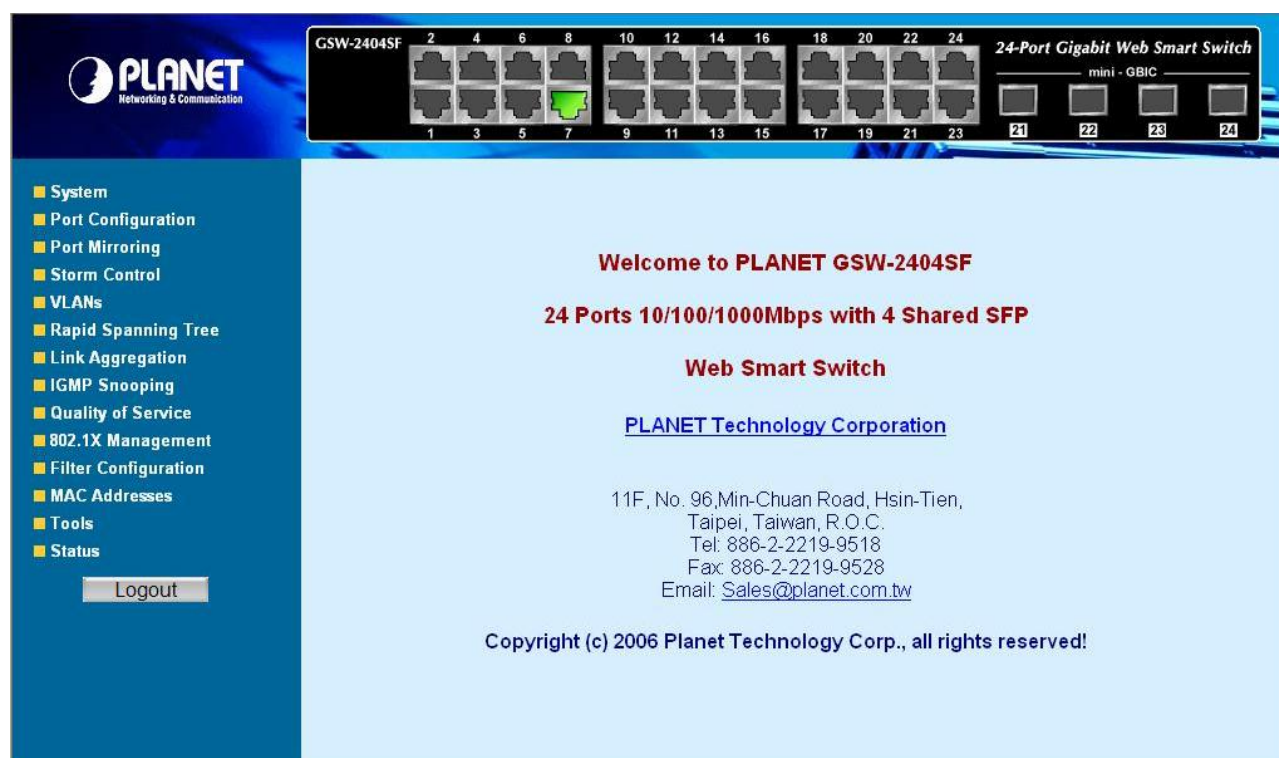 PLANET
Networking & Communication
GSW-2404SF
2 4 6 8 10 12 14 16 18 20 22 24
24-Port Gigabit Web Smart Switch
mini - GBIC
1 3 5 7 9 11 13 15 17 19 21 23
21 22 23 24
System
Port Configuration
Port Mirroring
Storm Control
VLANs
Rapid Spanning Tree
Link Aggregation
IGMP Snooping
Quality of Service
802.1X Management
Filter Configuration
MAC Addresses
Tools
Status
Logout
Welcome to PLANET GSW-2404SF
24 Ports 10/100/1000Mbps with 4 Shared SFP
Web Smart Switch
PLANET Technology Corporation
11F, No. 96,Min-Chuan Road, Hsin-Tien,
Taipei, Taiwan, R.O.C.
Tel: 886-2-2219-9518
Fax: 886-2-2219-9528
Email: Sales@planet.com.tw
Copyright (c) 2006 Planet Technology Corp., all rights reserved!